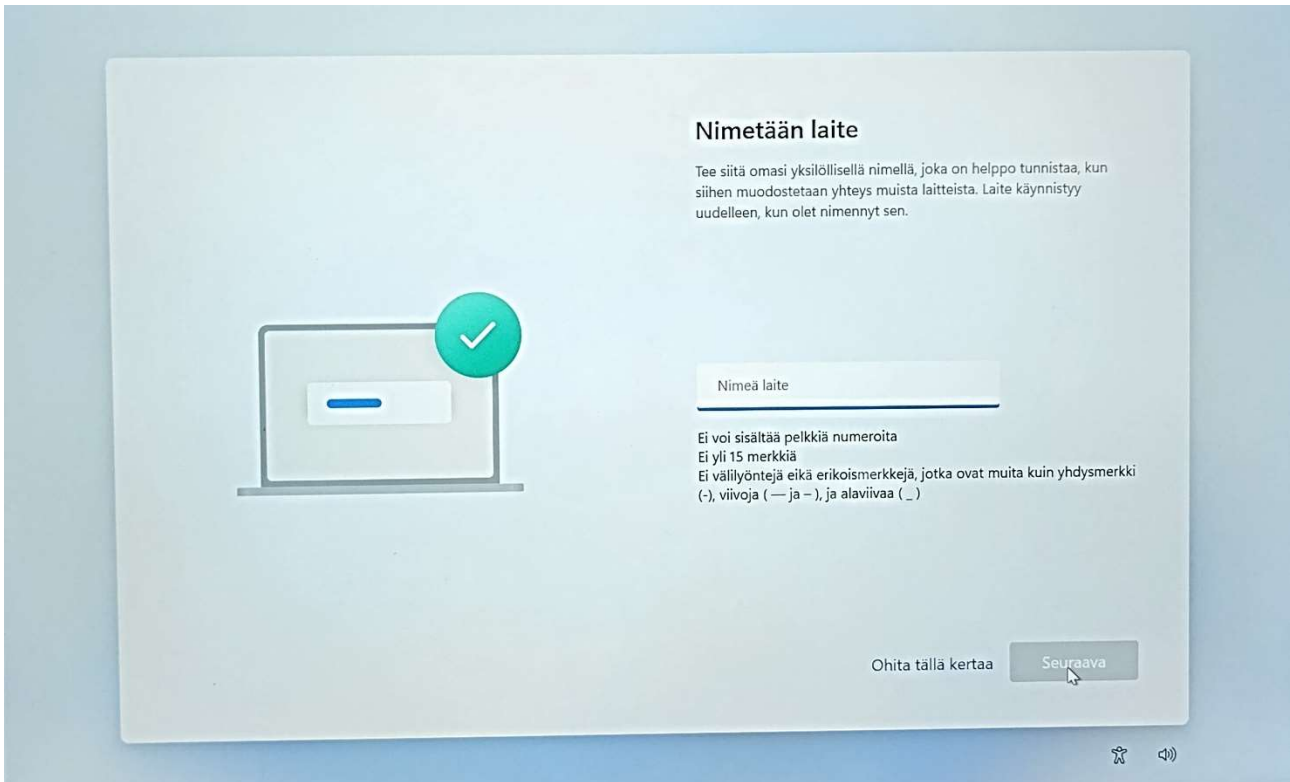 Nimetään laite
Tee siitä omasi yksilöllisellä nimellä, joka on helppo tunnistaa, kun
siihen muodostetaan yhteys muista laitteista. Laite käynnistyy
uudelleen, kun olet nimennyt sen.
Nimeä laite
Ei voi sisältää pelkkiä numeroita
Ei yli 15 merkkiä
Ei välilyöntejä eikä erikoismerkkejä, jotka ovat muita kuin yhdysmerkki
(-), viivoja ( — ja – ), ja alaviivaa ( _ )
Ohita tällä kertaa
Seuraava